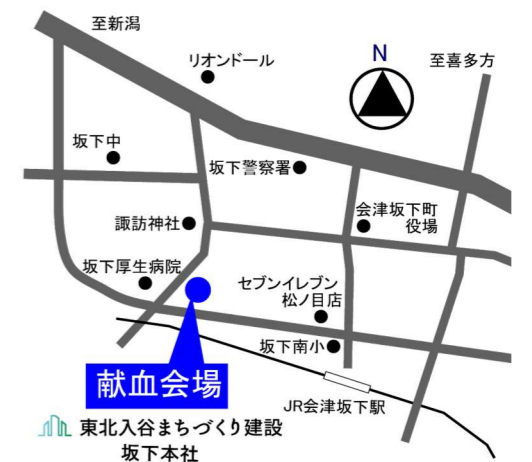 至新潟
リオンドール
N
至喜多方
坂下中
坂下警察署
会津坂下町
役場
諏訪神社
坂下厚生病院
セブンイレブン
松ノ目店
坂下南小
献血会場
JR会津坂下駅
東北入谷まちづくり建設
坂下本社